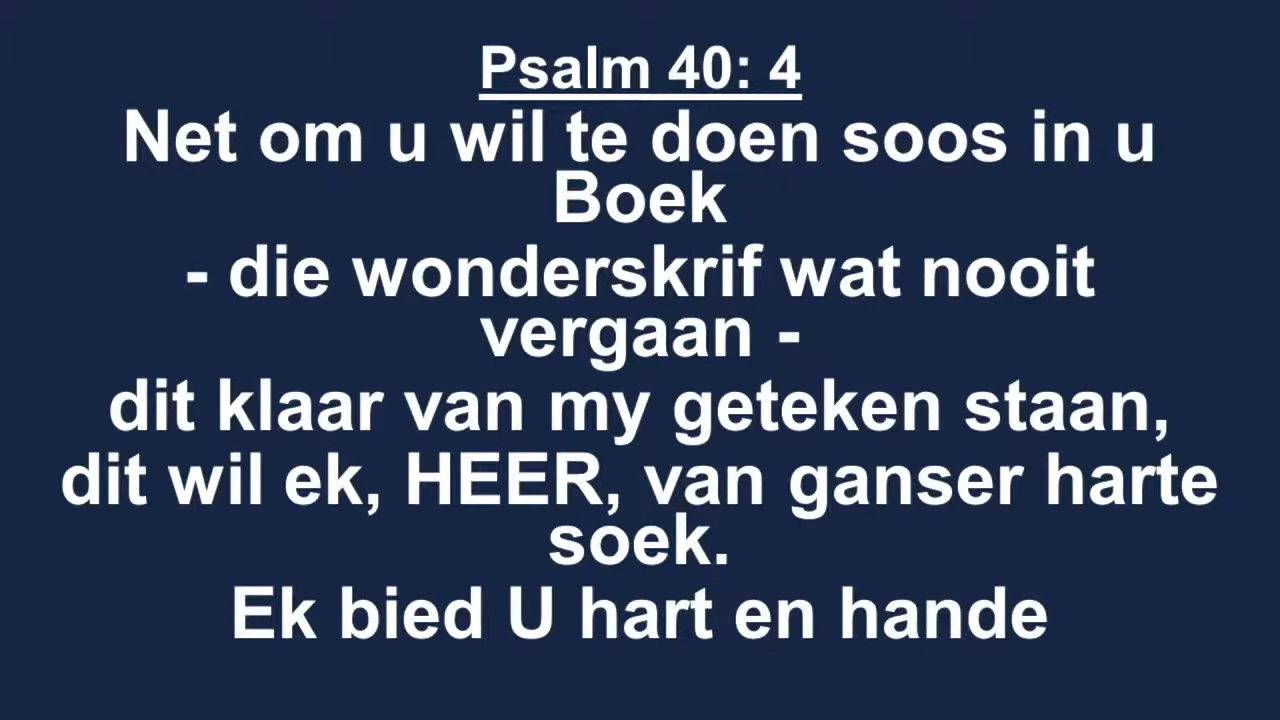 Psalm 40: 4
Net om u wil te doen soos in u
Boek
- die wonderskrif wat nooit
vergaan -
dit klaar van my geteken staan,
dit wil ek, HEER, van ganser harte
soek.
Ek bied U hart en hande